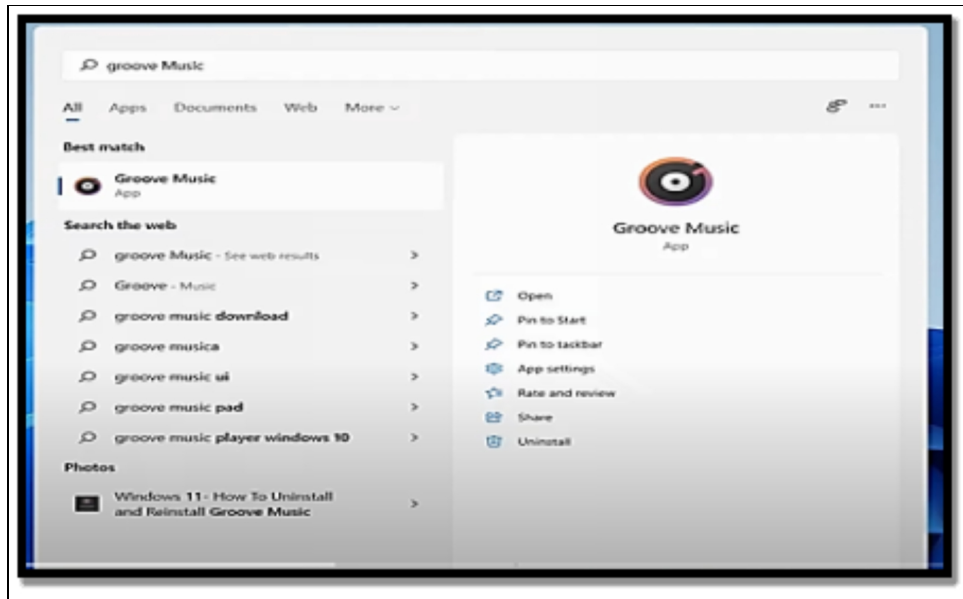 groove Music
All Apps Documents Web More
Best match
Groove Music
App
Search the web
groove Music - See web results
Groove - Music
groove music download
groove musica
groove music ui
groove music pad
groove music player windows 10
Photos
Windows 11- How To Uninstall
and Reinstall Groove Music
Groove Music
App
Open
Pin to Start
Pin to taskbar
App settings
Rate and review
Share
Uninstall